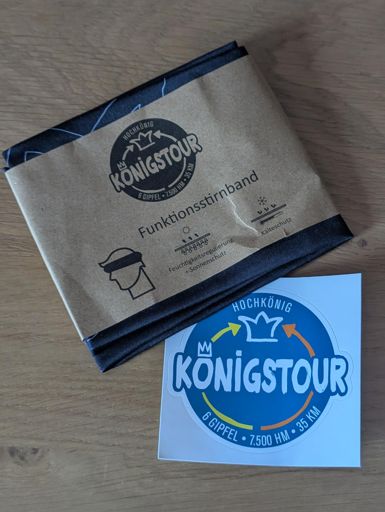 HOCHKÖNIG
KÖNIGSTOUR
6 GIPFEL • 7.500 HM • 35 KM
Funktionsstirnband
Feuchtigkeitsregulierung
+ Sonnenschutz
Kälteschutz
HOCHKÖNIG
KÖNiGSTOUR
6 GIPFEL • 7.500 HM • 35 KM